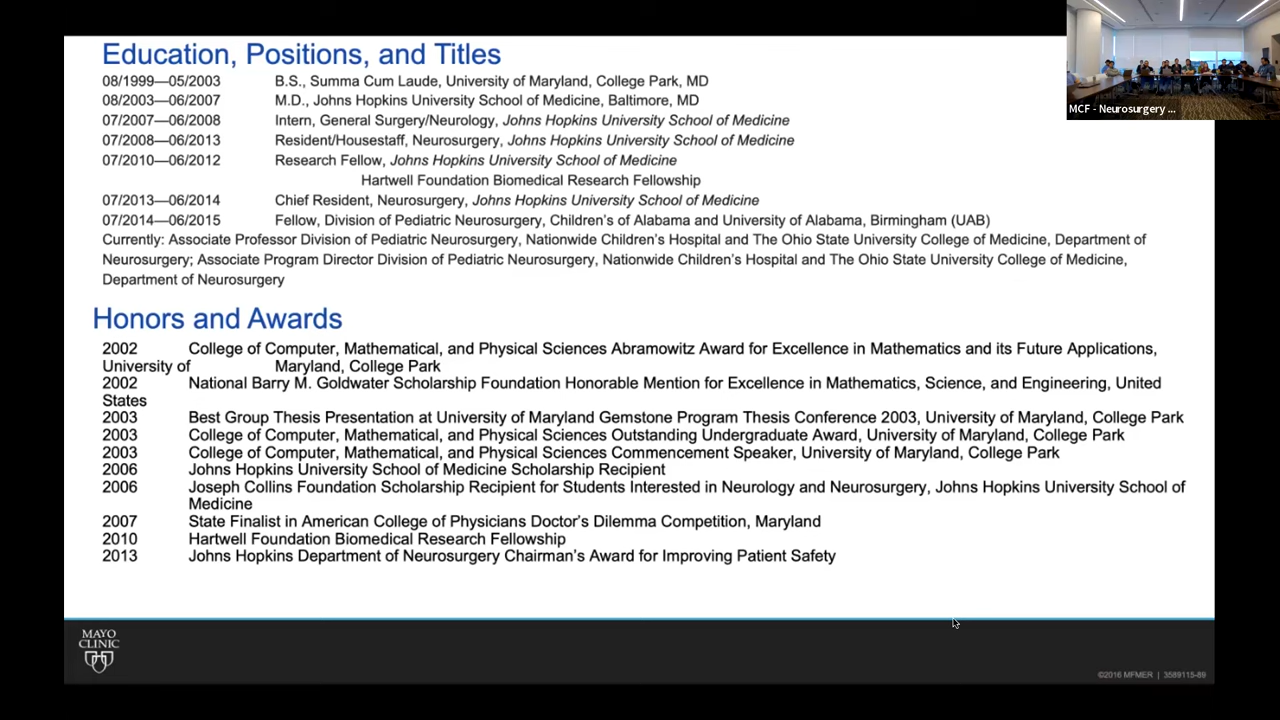 Education, Positions, and Titles
08/1999—05/2003 B.S., Summa Cum Laude, University of Maryland, College Park, MD
08/2003—06/2007 M.D., Johns Hopkins University School of Medicine, Baltimore, MD
07/2007—06/2008 Intern, General Surgery/Neurology, Johns Hopkins University School of Medicine
07/2008—06/2013 Resident/Housestaff, Neurosurgery, Johns Hopkins University School of Medicine
07/2010—06/2012 Research Fellow, Johns Hopkins University School of Medicine
Hartwell Foundation Biomedical Research Fellowship
07/2013—06/2014 Chief Resident, Neurosurgery, Johns Hopkins University School of Medicine
07/2014—06/2015 Fellow, Division of Pediatric Neurosurgery, Children's of Alabama and University of Alabama, Birmingham (UAB)
Currently: Associate Professor Division of Pediatric Neurosurgery, Nationwide Children's Hospital and The Ohio State University College of Medicine, Department of
Neurosurgery; Associate Program Director Division of Pediatric Neurosurgery, Nationwide Children's Hospital and The Ohio State University College of Medicine,
Department of Neurosurgery
Honors and Awards
2002 College of Computer, Mathematical, and Physical Sciences Abramowitz Award for Excellence in Mathematics and its Future Applications,
University of Maryland, College Park
2002 National Barry M. Goldwater Scholarship Foundation Honorable Mention for Excellence in Mathematics, Science, and Engineering, United
States
2003 Best Group Thesis Presentation at University of Maryland Gemstone Program Thesis Conference 2003, University of Maryland, College Park
2003 College of Computer, Mathematical, and Physical Sciences Outstanding Undergraduate Award, University of Maryland, College Park
2003 College of Computer, Mathematical, and Physical Sciences Commencement Speaker, University of Maryland, College Park
2006 Johns Hopkins University School of Medicine Scholarship Recipient
2006 Joseph Collins Foundation Scholarship Recipient for Students Interested in Neurology and Neurosurgery, Johns Hopkins University School of
Medicine
2007 State Finalist in American College of Physicians Doctor's Dilemma Competition, Maryland
2010 Hartwell Foundation Biomedical Research Fellowship
2013 Johns Hopkins Department of Neurosurgery Chairman's Award for Improving Patient Safety
MAYO
CLINIC
©2016 MFMER | 3589115-89
MCF - Neurosurgery ...